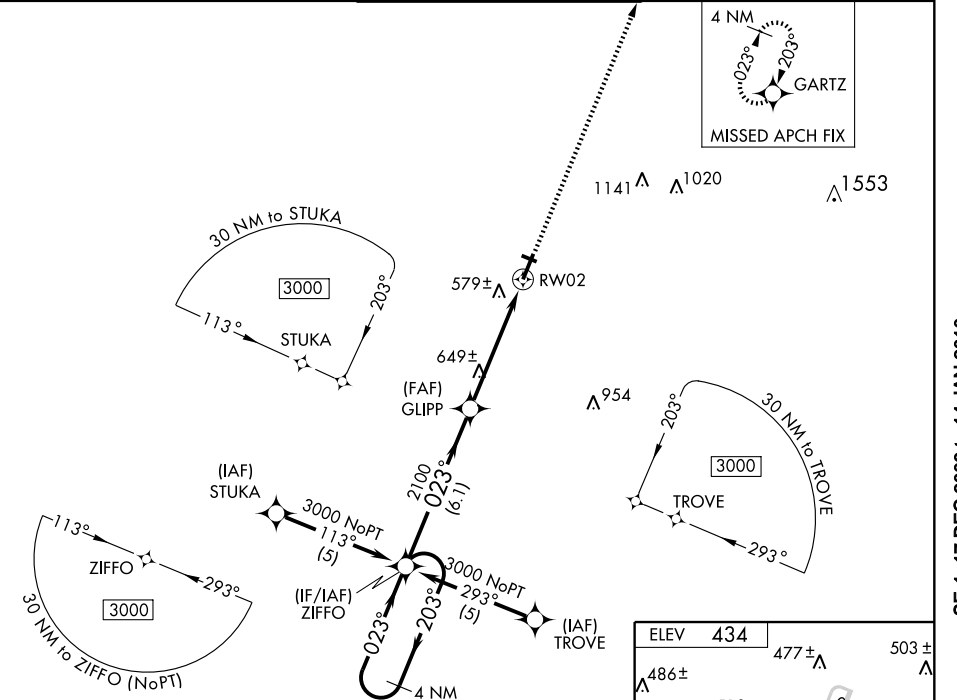 4 NM
023°
203°
GARTZ
MISSED APCH FIX
1141
1020
1553
30 NM to STUKA
3000
203°
113°
STUKA
579±
RW02
649±
(FAF)
GLIPP
954
203°
30 NM to TROVE
3000
TROVE
293°
2100
023°
(6.1)
(IAF)
STUKA
3000 NoPT
113°
(5)
113°
ZIFFO
293°
3000
30 NM to ZIFFO (NoPT)
(IF/IAF)
ZIFFO
3000 NoPT
293°
(5)
(IAF)
TROVE
023°
203°
4 NM
ELEV 434
477±
503±
486±